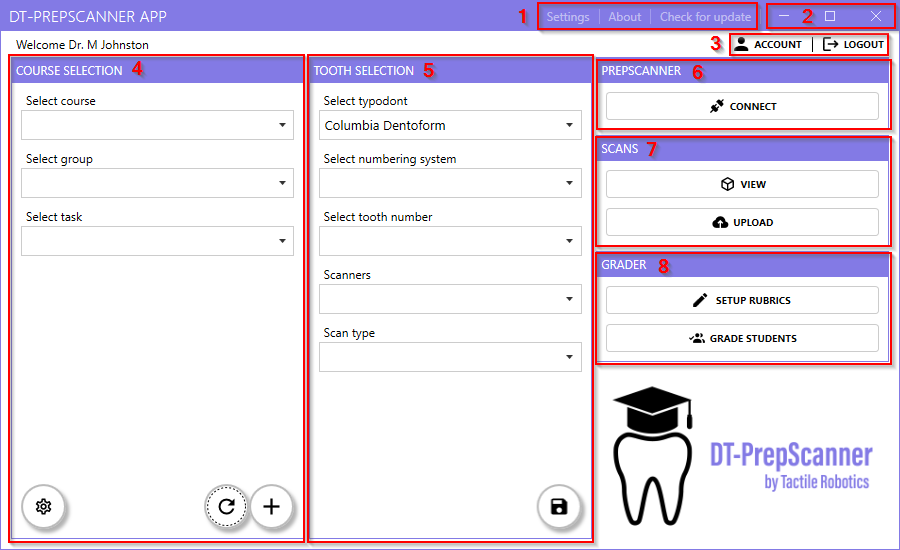 DT-PREPSCANNER APP
1 Settings About Check for update 2
Welcome Dr. M Johnston
3 ACCOUNT LOGOUT
COURSE SELECTION 4
Select course
Select group
Select task
TOOTH SELECTION 5
Select typodont
Columbia Dentoform
Select numbering system
Select tooth number
Scanners
Scan type
PREPSCANNER 6
CONNECT
SCANS 7
VIEW
UPLOAD
GRADER 8
SETUP RUBRICS
GRADE STUDENTS
DT-PrepScanner
by Tactile Robotics